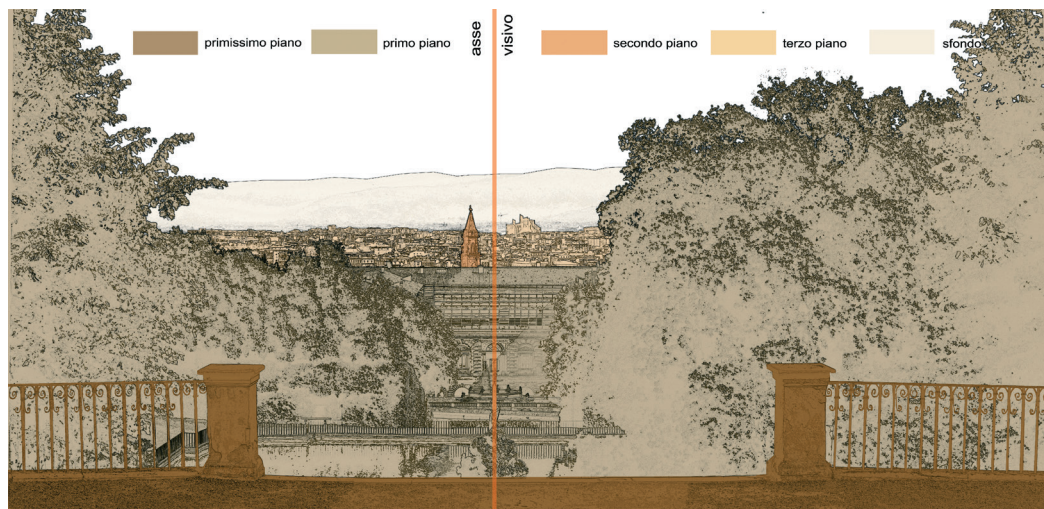 primissimo piano
primo piano
asse
visivo
secondo piano
terzo piano
sfondo